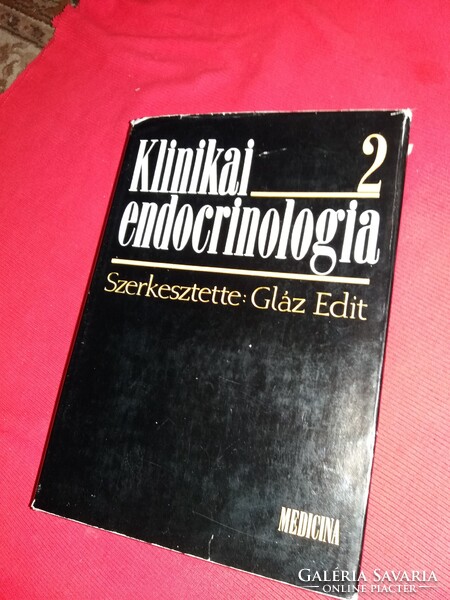 Klinikai 2
endocrinologia
Szerkesztette: Gláz Edit
MEDICINA
GALÉRIA SAVARIA
ONLINE PIACTÉR